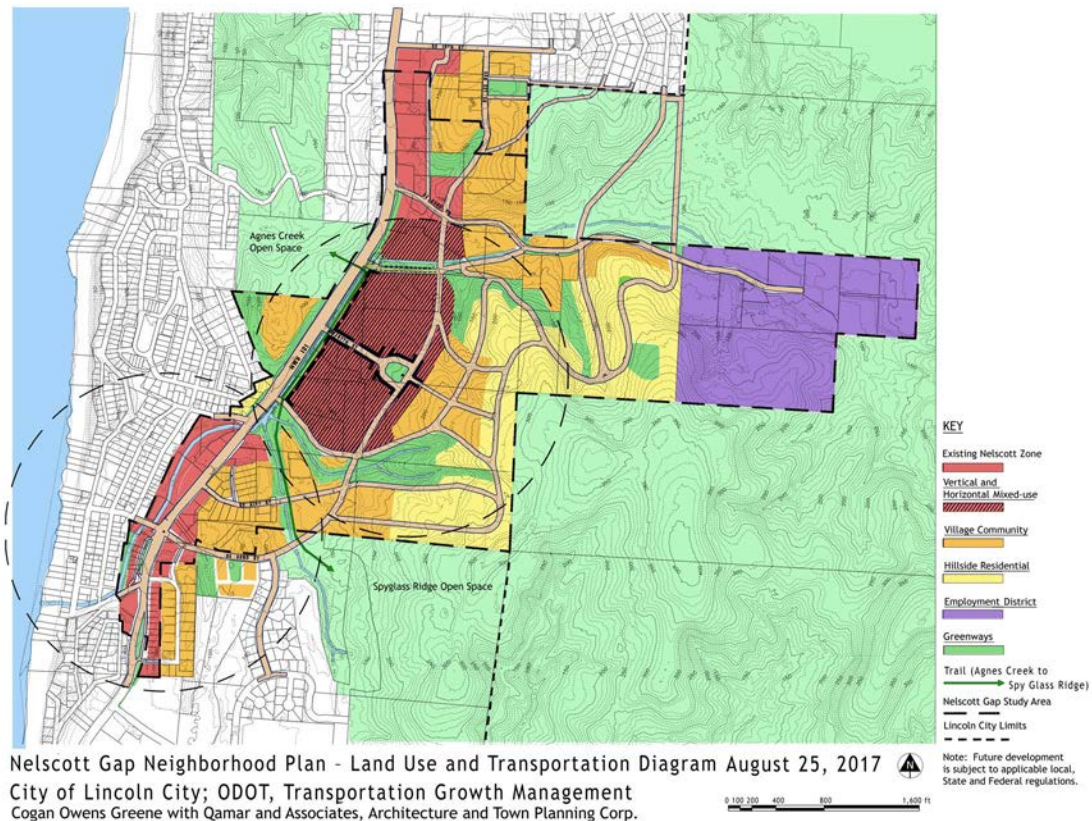 Agnes Creek
Open Space
HWY 101
Spyglass Ridge Open Space
KEY
Existing Nelscott Zone
Vertical and
Horizontal Mixed-use
Village Community
Hillside Residential
Employment District
Greenways
Trail (Agnes Creek to
Spy Glass Ridge)
Nelscott Gap Study Area
Lincoln City Limits
Note: Future development
is subject to applicable local,
State and Federal regulations.
Nelscott Gap Neighborhood Plan - Land Use and Transportation Diagram August 25, 2017
N
City of Lincoln City; ODOT, Transportation Growth Management
Cogan Owens Greene with Qamar and Associates, Architecture and Town Planning Corp.
0 100 200 400 800 1,600 ft